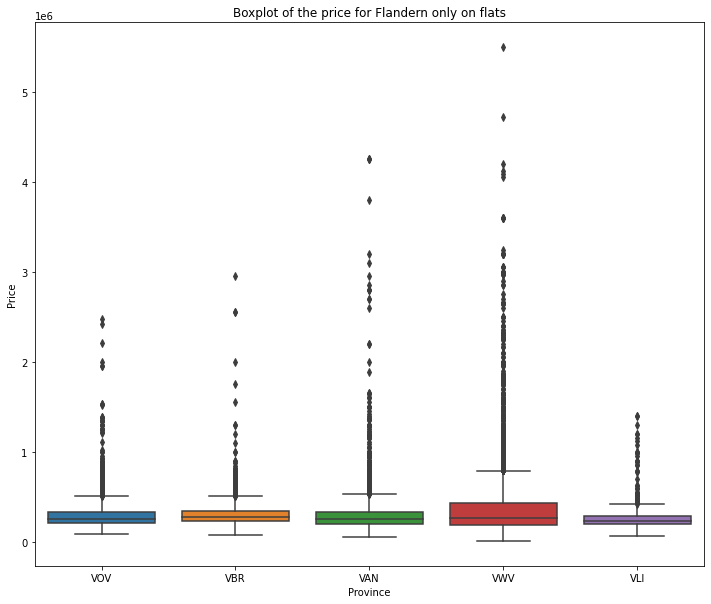 Boxplot of the price for Flandern only on flats
1e6
5
4
3
2
1
0
Price
VOV VBR VAN VWV VLI
Province